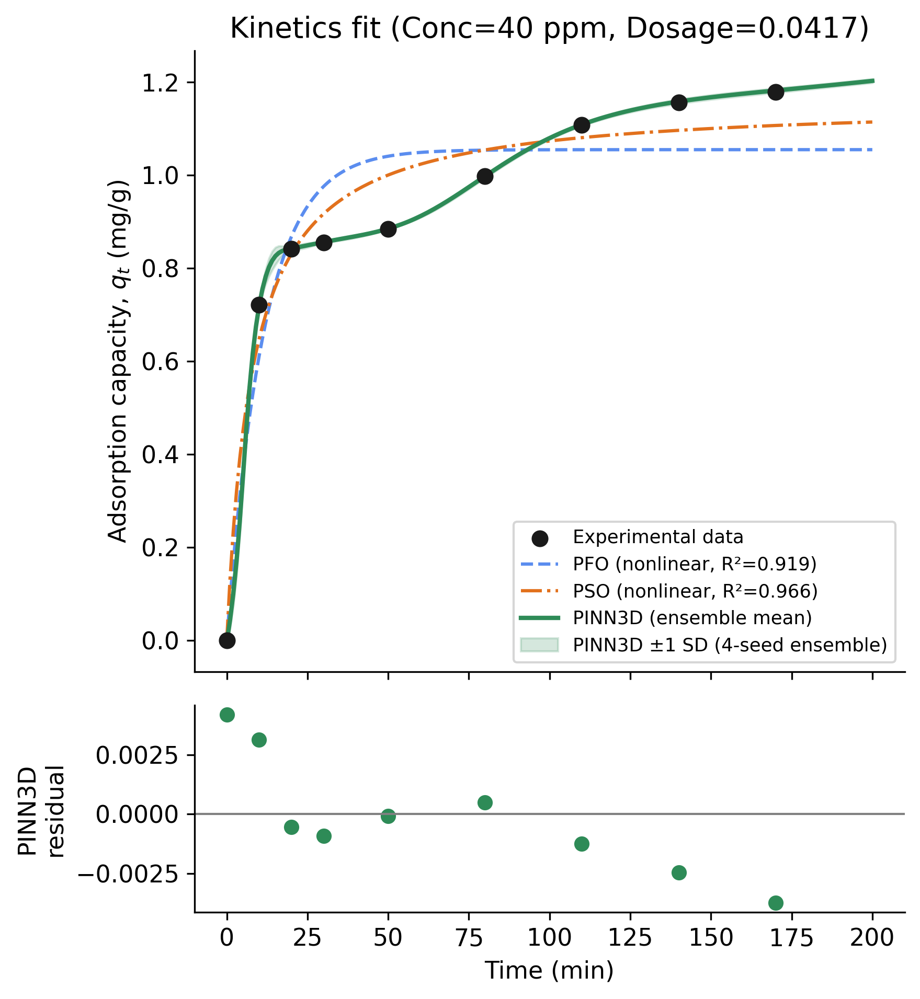 Kinetics fit (Conc=40 ppm, Dosage=0.0417)
Adsorption capacity, qₜ (mg/g)
1.2
1.0
0.8
0.6
0.4
0.2
0.0
Experimental data
PFO (nonlinear, R²=0.919)
PSO (nonlinear, R²=0.966)
PINN3D (ensemble mean)
PINN3D ±1 SD (4-seed ensemble)
PINN3D
residual
0.0025
0.0000
−0.0025
0 25 50 75 100 125 150 175 200
Time (min)